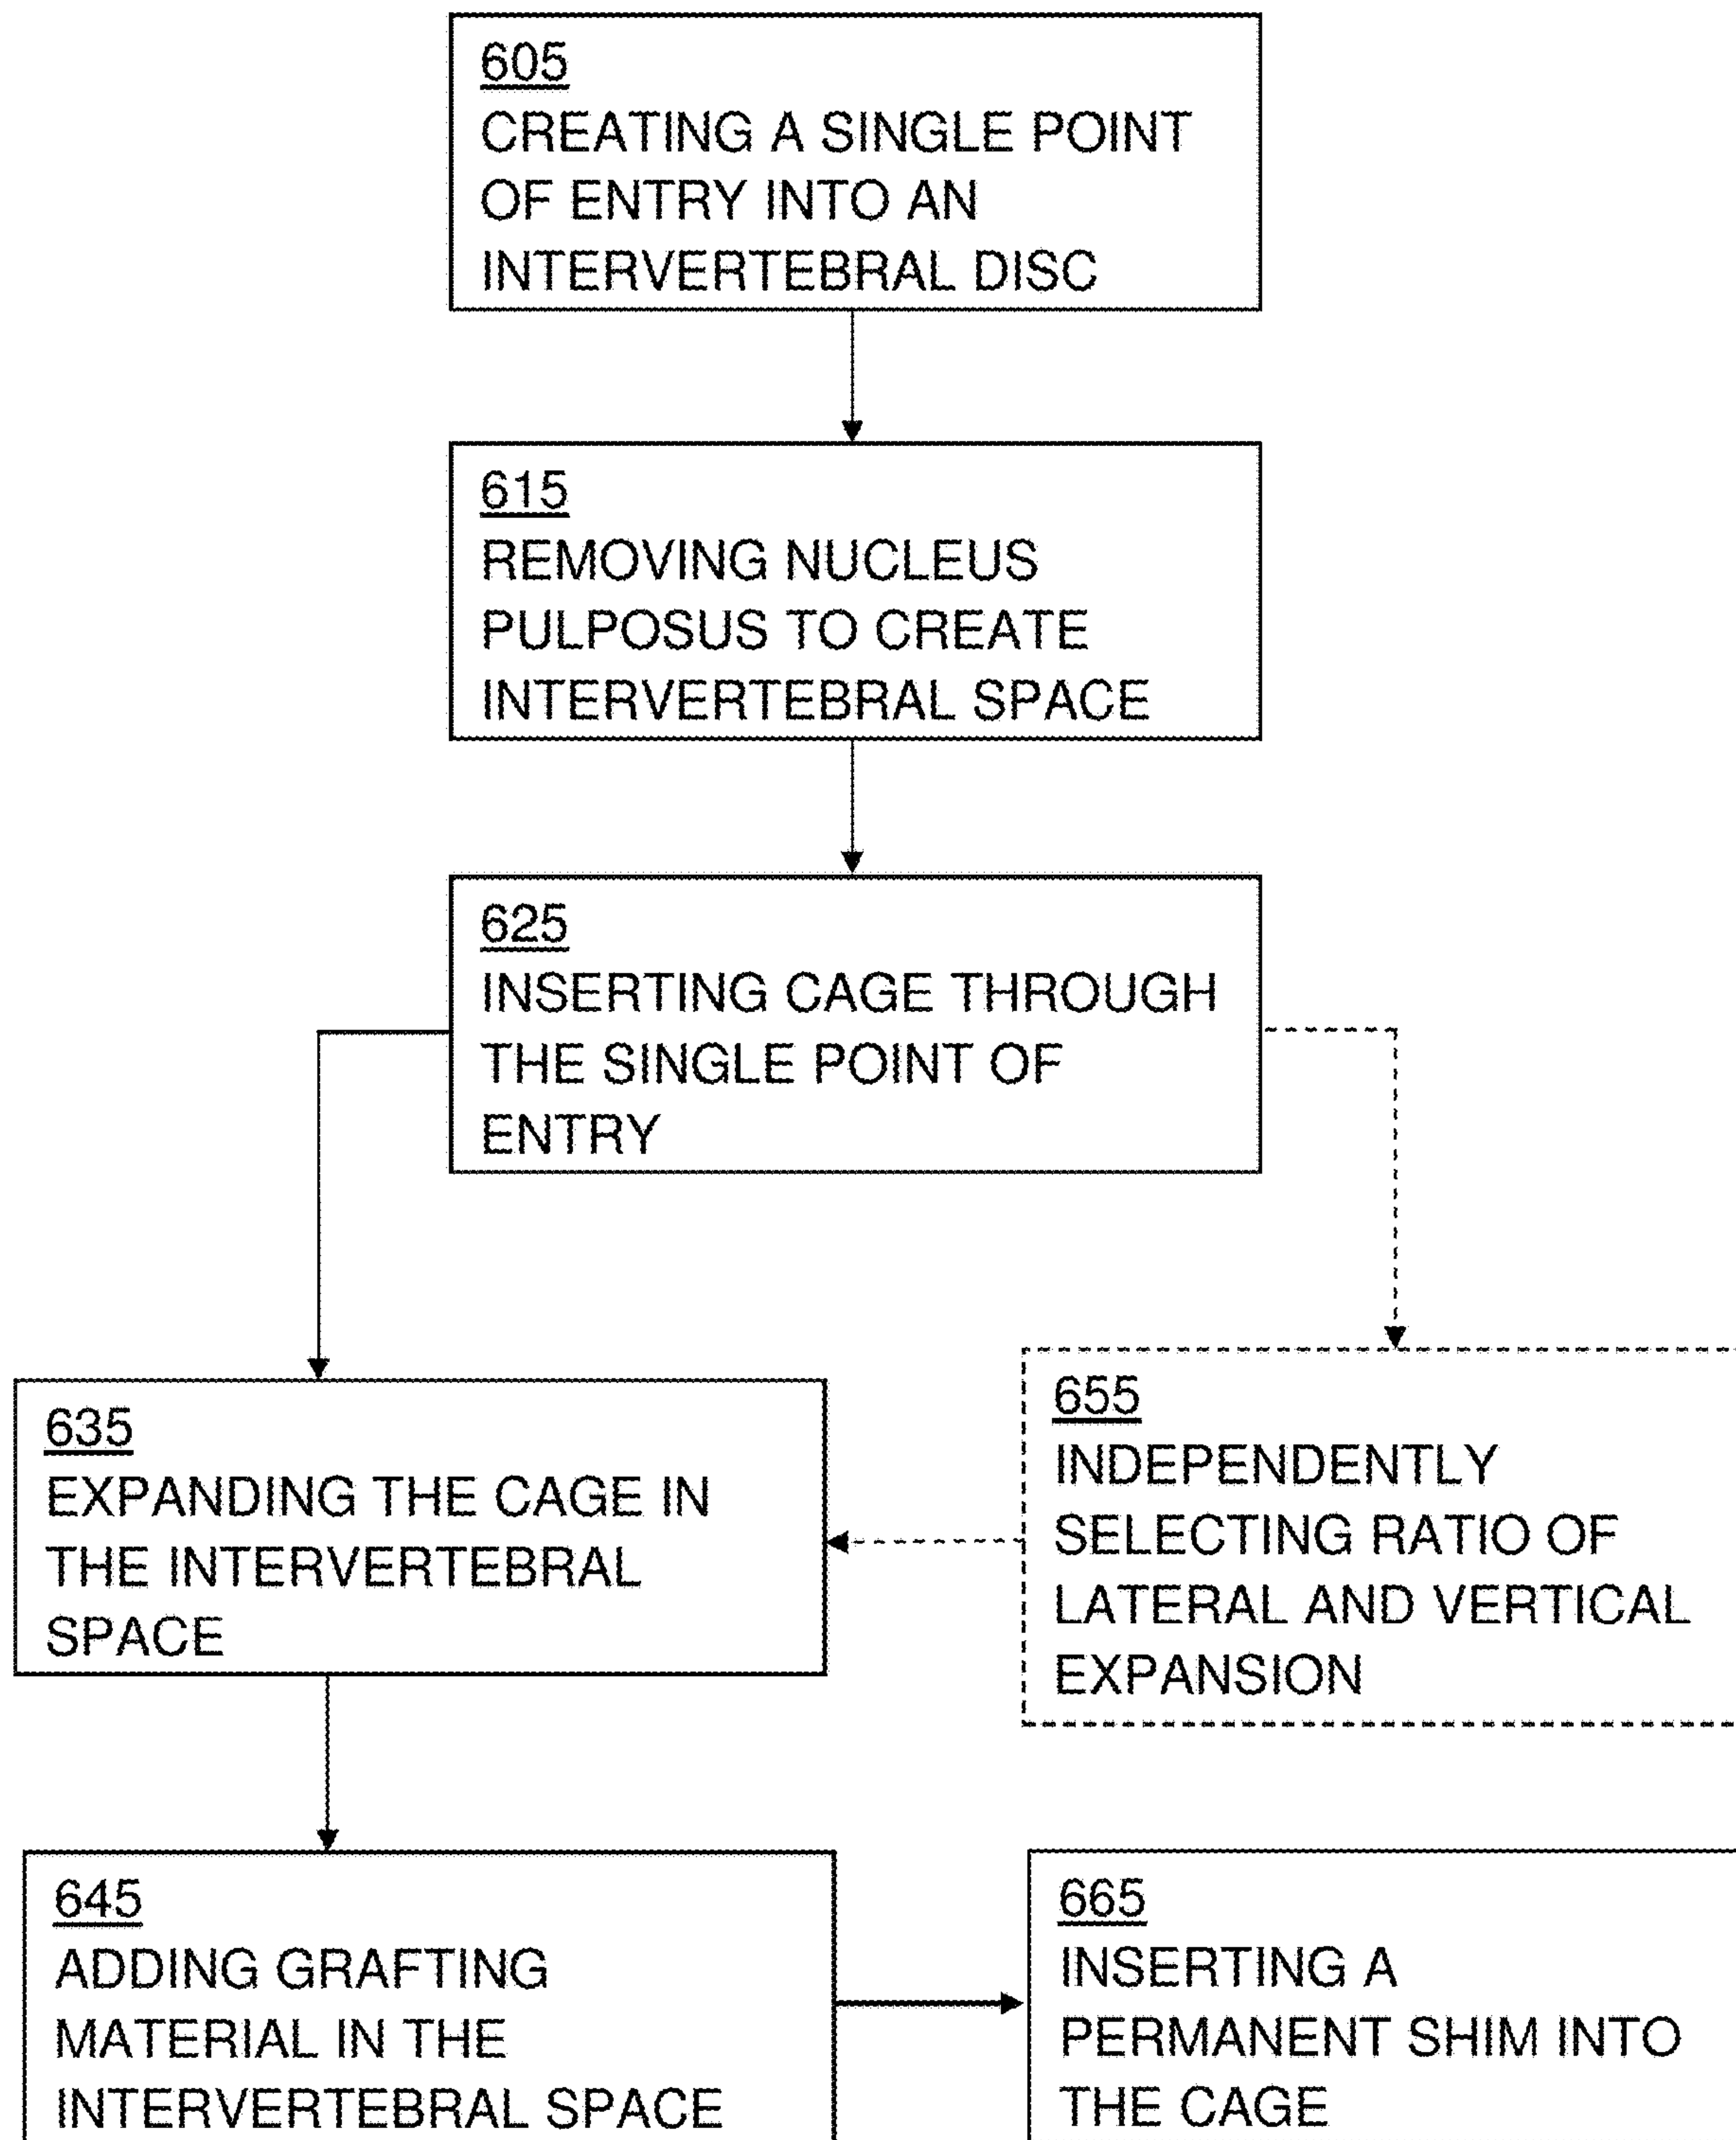 605
CREATING A SINGLE POINT
OF ENTRY INTO AN
INTERVERTEBRAL DISC
615
REMOVING NUCLEUS
PULPOSUS TO CREATE
INTERVERTEBRAL SPACE
625
INSERTING CAGE THROUGH
THE SINGLE POINT OF
ENTRY
635
EXPANDING THE CAGE IN
THE INTERVERTEBRAL
SPACE
655
INDEPENDENTLY
SELECTING RATIO OF
LATERAL AND VERTICAL
EXPANSION
645
ADDING GRAFTING
MATERIAL IN THE
INTERVERTEBRAL SPACE
665
INSERTING A
PERMANENT SHIM INTO
THE CAGE